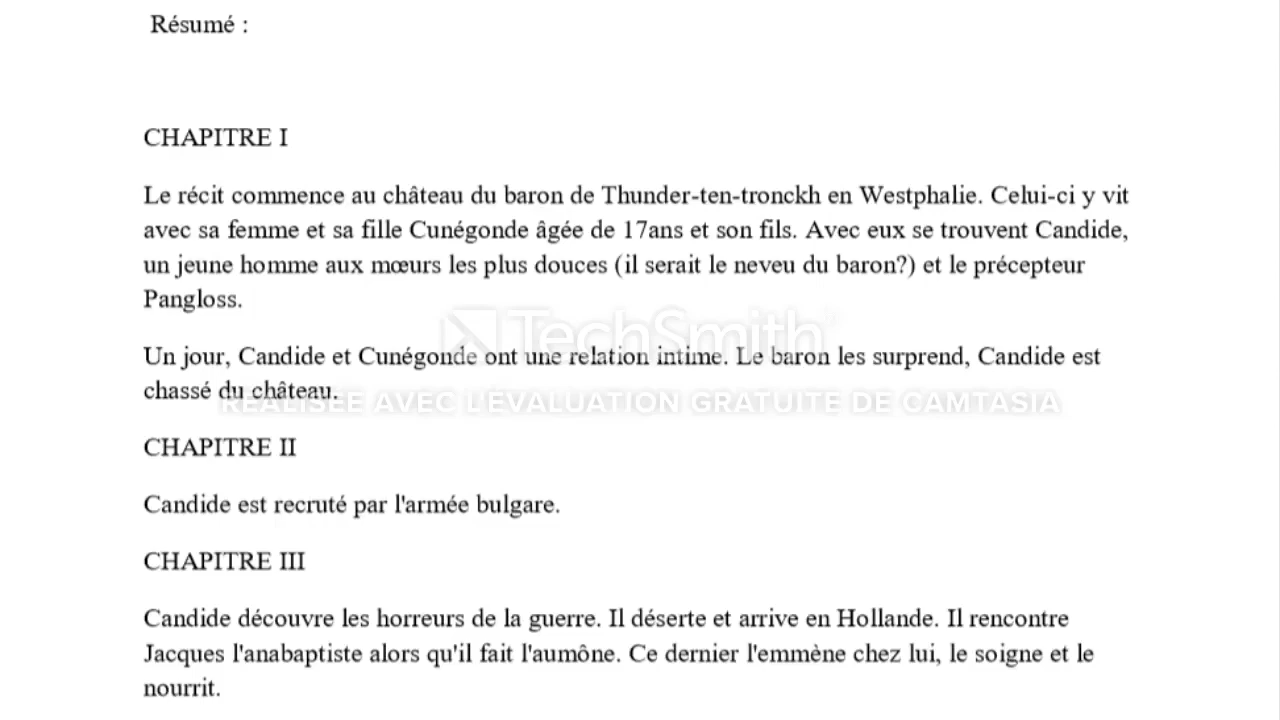 Résumé :
CHAPITRE I
Le récit commence au château du baron de Thunder-ten-tronckh en Westphalie. Celui-ci y vit
avec sa femme et sa fille Cunégonde âgée de 17ans et son fils. Avec eux se trouvent Candide,
un jeune homme aux mœurs les plus douces (il serait le neveu du baron?) et le précepteur
Pangloss.
TechSmith
Un jour, Candide et Cunégonde ont une relation intime. Le baron les surprend, Candide est
chassé du château.
RÉALISÉE AVEC L'ÉVALUATION GRATUITE DE CAMTASIA
CHAPITRE II
Candide est recruté par l'armée bulgare.
CHAPITRE III
Candide découvre les horreurs de la guerre. Il déserte et arrive en Hollande. Il rencontre
Jacques l'anabaptiste alors qu'il fait l'aumône. Ce dernier l'emmène chez lui, le soigne et le
nourrit.